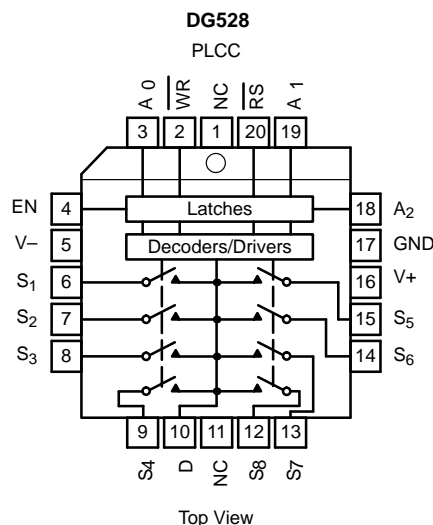 DG528
PLCC
A 0 WR NC RS A 1
3 2 1 20 19
EN 4 Latches 18 A2
V– 5 Decoders/Drivers 17 GND
S1 6 16 V+
S2 7 15 S5
S3 8 14 S6
9 10 11 12 13
S4 D NC S8 S7
Top View